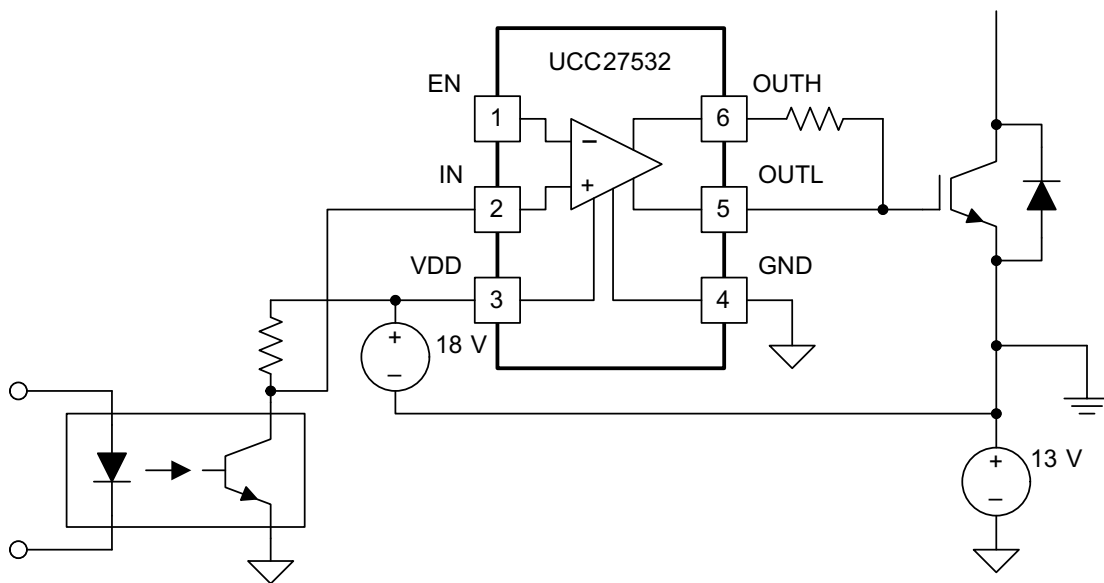 UCC27532
EN
OUTH
1
6
IN
OUTL
2
5
VDD
GND
3
4
18 V
13 V